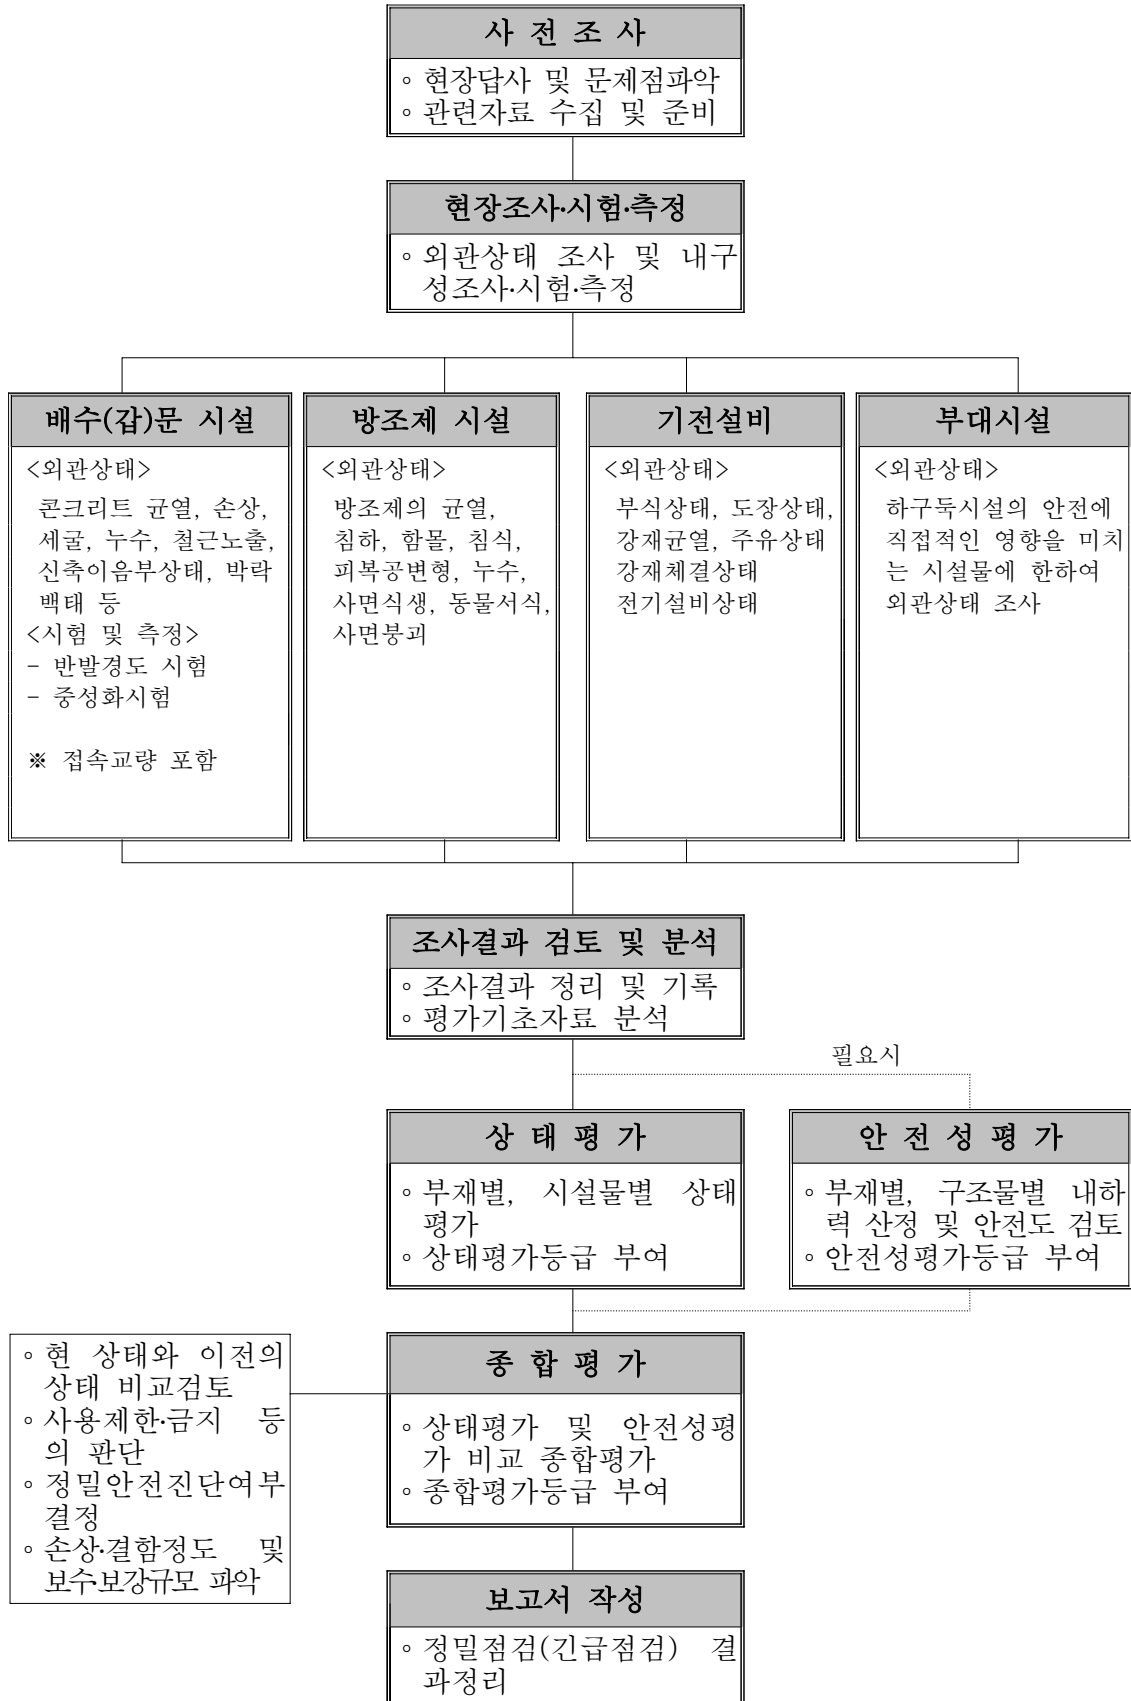 사 전 조 사
◦ 현장답사 및 문제점파악
◦ 관련자료 수집 및 준비
현장조사·시험·측정
◦ 외관상태 조사 및 내구
성조사·시험·측정
배수(갑)문 시설
<외관상태>
콘크리트 균열, 손상,
세굴, 누수, 철근노출,
신축이음부상태, 박락
백태 등
<시험 및 측정>
- 반발경도 시험
- 중성화시험
※ 접속교량 포함
방조제 시설
<외관상태>
방조제의 균열,
침하, 함몰, 침식,
피복공변형, 누수,
사면식생, 동물서식,
사면붕괴
기전설비
<외관상태>
부식상태, 도장상태,
강재균열, 주유상태
강재체결상태
전기설비상태
부대시설
<외관상태>
하구둑시설의 안전에
직접적인 영향을 미치
는 시설물에 한하여
외관상태 조사
조사결과 검토 및 분석
◦ 조사결과 정리 및 기록
◦ 평가기초자료 분석
필요시
상 태 평 가
◦ 부재별, 시설물별 상태
평가
◦ 상태평가등급 부여
안 전 성 평 가
◦ 부재별, 구조물별 내하
력 산정 및 안전도 검토
◦ 안전성평가등급 부여
◦ 현 상태와 이전의
상태 비교검토
◦ 사용제한·금지 등
의 판단
◦ 정밀안전진단여부
결정
◦ 손상·결함정도 및
보수·보강규모 파악
종 합 평 가
◦ 상태평가 및 안전성평
가 비교 종합평가
◦ 종합평가등급 부여
보고서 작성
◦ 정밀점검(긴급점검) 결
과정리